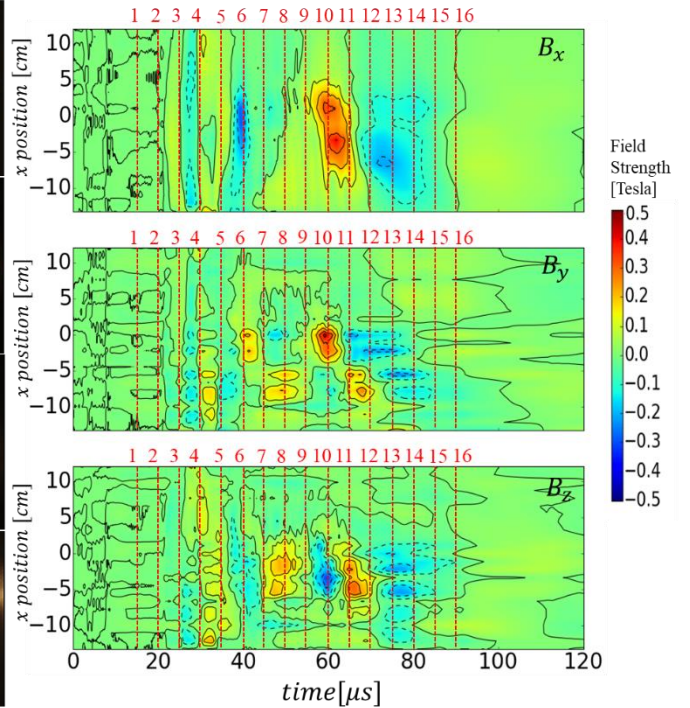 1 2 3 4 5 6 7 8 9 10 11 12 13 14 15 16
B_x
x position [cm]
10
5
0
−5
−10
Field
Strength
[Tesla]
0.5
0.4
0.3
0.2
0.1
0.0
−0.1
−0.2
−0.3
−0.4
−0.5
1 2 3 4 5 6 7 8 9 10 11 12 13 14 15 16
B_y
x position [cm]
10
5
0
−5
−10
1 2 3 4 5 6 7 8 9 10 11 12 13 14 15 16
B_z
x position [cm]
10
5
0
−5
−10
0 20 40 60 80 100 120
time[μs]